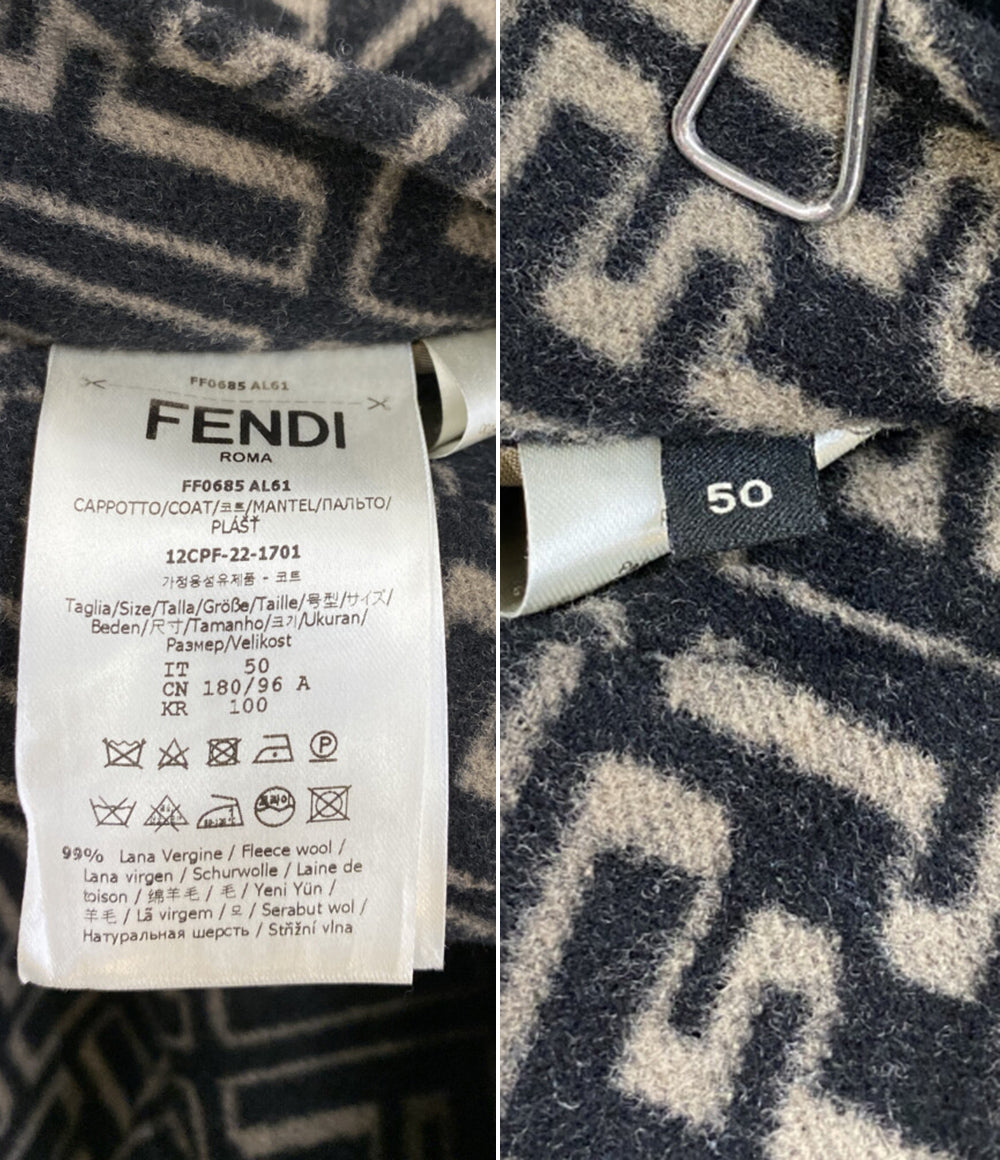 FF0685 AL61
FENDI
ROMA
FF0685 AL61
CAPPOTTO/COAT/코트/MANTEL/ПАЛЬТО/
PLÁŠŤ
12CPF-22-1701
가정용섬유제품 - 코트
Taglia/Size/Talla/Größe/Taille/号型/サイズ/
Beden/尺寸/Tamanho/크기/Ukuran/
Размер/Velikost
IT 50
CN 180/96 A
KR 100
P
드라이
99% Lana Vergine / Fleece wool /
Lana virgen / Schurwolle / Laine de
toison / 绵羊毛 / 毛 / Yeni Yün /
羊毛 / Lã virgem / 모 / Serabut wol /
Натуральная шерсть / Střižní vlna
50